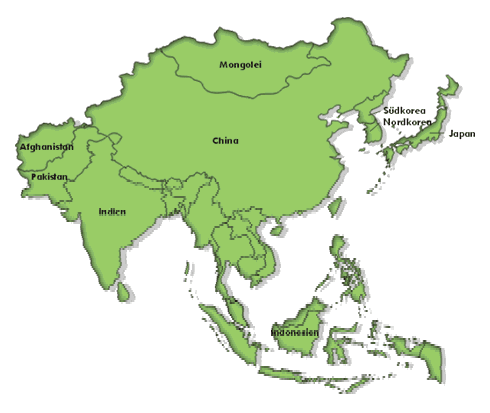 Mongolei
Südkorea
Nordkorea
Japan
China
Afghanistan
Pakistan
Indien
Indonesien